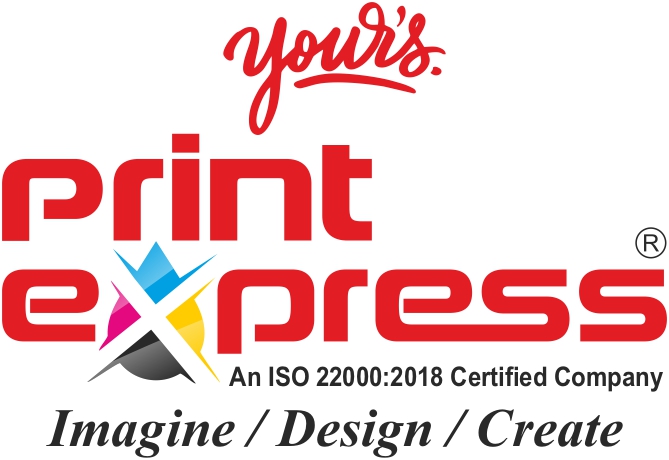 your's.
print
express ®
An ISO 22000:2018 Certified Company
Imagine / Design / Create